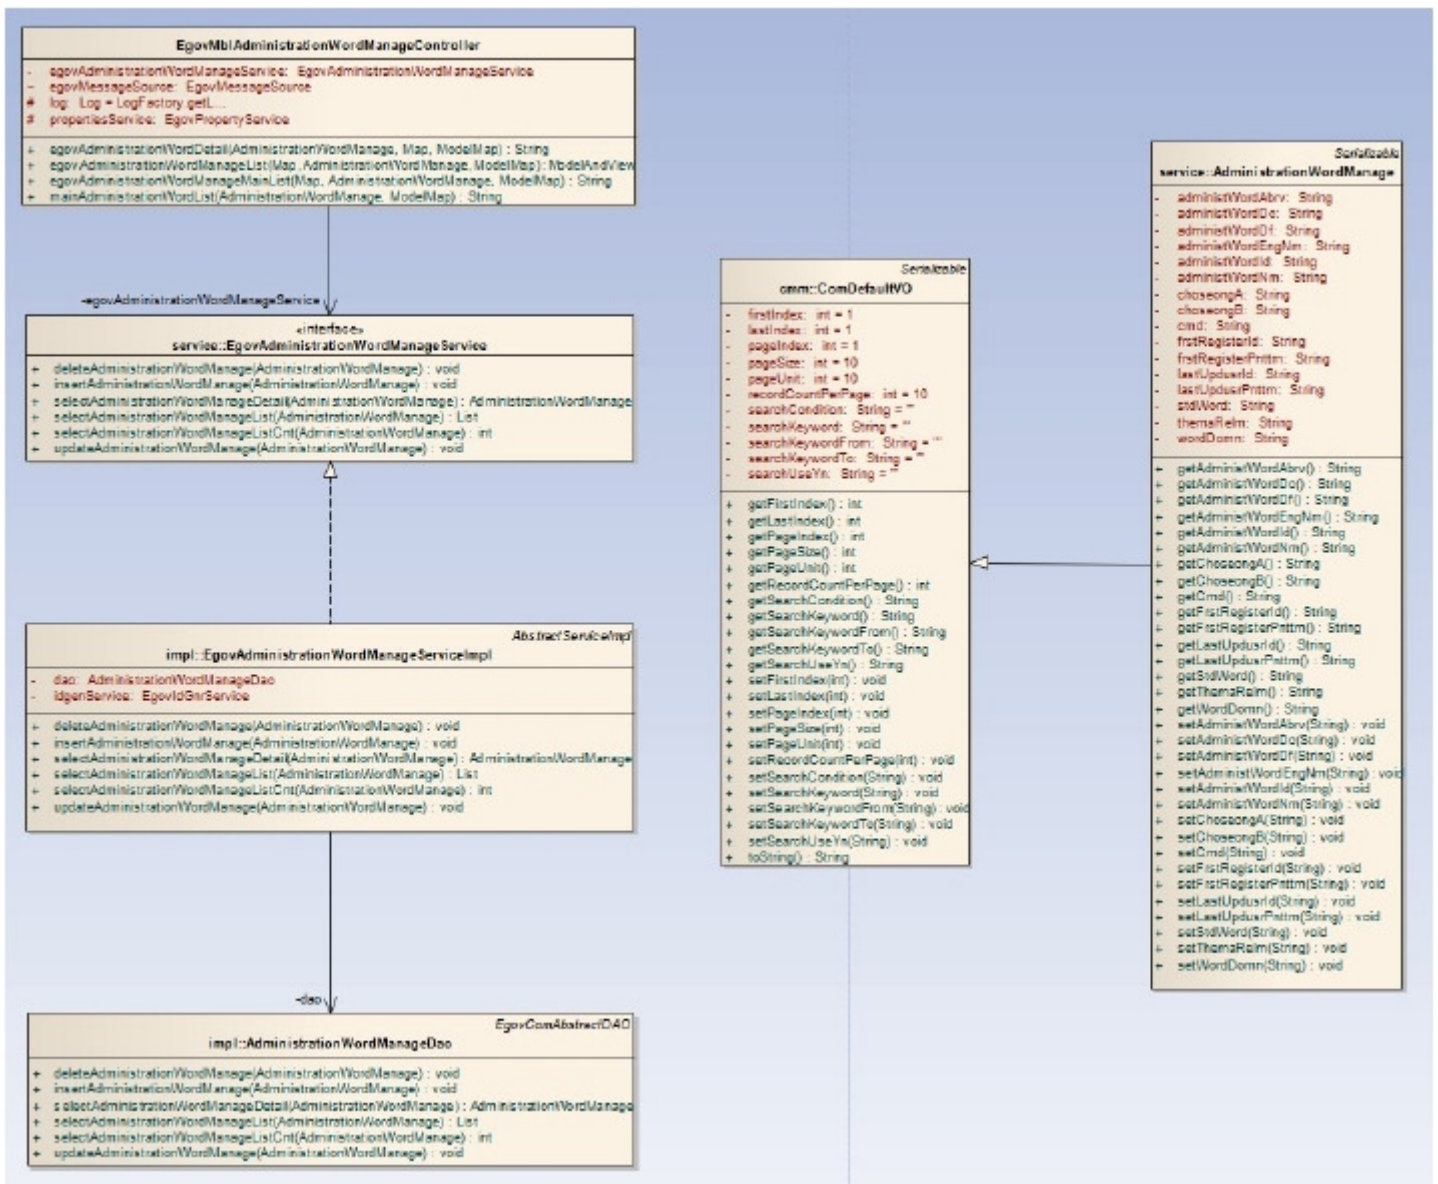 EgovMblAdministrationWordManageController
- egovAdministrationWordManageService: EgovAdministrationWordManageService
- egovMessageSource: EgovMessageSource
# log: Log = LogFactory.getL...
# propertiesService: EgovPropertyService
+ egovAdministrationWordDetail(AdministrationWordManage, Map, ModelMap) : String
+ egovAdministrationWordManageList(Map, AdministrationWordManage, ModelMap) : ModelAndView
+ egovAdministrationWordManageMainList(Map, AdministrationWordManage, ModelMap) : String
+ mainAdministrationWordList(AdministrationWordManage, ModelMap) : String
-egovAdministrationWordManageService
«interface»
service::EgovAdministrationWordManageService
+ deleteAdministrationWordManage(AdministrationWordManage) : void
+ insertAdministrationWordManage(AdministrationWordManage) : void
+ selectAdministrationWordManageDetail(AdministrationWordManage) : AdministrationWordManage
+ selectAdministrationWordManageList(AdministrationWordManage) : List
+ selectAdministrationWordManageListCnt(AdministrationWordManage) : int
+ updateAdministrationWordManage(AdministrationWordManage) : void
AbstractServiceImpl
impl::EgovAdministrationWordManageServiceImpl
- dao: AdministrationWordManageDao
- idgenService: EgovIdGnrService
+ deleteAdministrationWordManage(AdministrationWordManage) : void
+ insertAdministrationWordManage(AdministrationWordManage) : void
+ selectAdministrationWordManageDetail(AdministrationWordManage) : AdministrationWordManage
+ selectAdministrationWordManageList(AdministrationWordManage) : List
+ selectAdministrationWordManageListCnt(AdministrationWordManage) : int
+ updateAdministrationWordManage(AdministrationWordManage) : void
-dao
EgovComAbstractDAO
impl::AdministrationWordManageDao
+ deleteAdministrationWordManage(AdministrationWordManage) : void
+ insertAdministrationWordManage(AdministrationWordManage) : void
+ selectAdministrationWordManageDetail(AdministrationWordManage) : AdministrationWordManage
+ selectAdministrationWordManageList(AdministrationWordManage) : List
+ selectAdministrationWordManageListCnt(AdministrationWordManage) : int
+ updateAdministrationWordManage(AdministrationWordManage) : void
Serializable
cmm::ComDefaultVO
- firstIndex: int = 1
- lastIndex: int = 1
- pageIndex: int = 1
- pageSize: int = 10
- pageUnit: int = 10
- recordCountPerPage: int = 10
- searchCondition: String = ""
- searchKeyword: String = ""
- searchKeywordFrom: String = ""
- searchKeywordTo: String = ""
- searchUseYn: String = ""
+ getFirstIndex() : int
+ getLastIndex() : int
+ getPageIndex() : int
+ getPageSize() : int
+ getPageUnit() : int
+ getRecordCountPerPage() : int
+ getSearchCondition() : String
+ getSearchKeyword() : String
+ getSearchKeywordFrom() : String
+ getSearchKeywordTo() : String
+ getSearchUseYn() : String
+ setFirstIndex(int) : void
+ setLastIndex(int) : void
+ setPageIndex(int) : void
+ setPageSize(int) : void
+ setPageUnit(int) : void
+ setRecordCountPerPage(int) : void
+ setSearchCondition(String) : void
+ setSearchKeyword(String) : void
+ setSearchKeywordFrom(String) : void
+ setSearchKeywordTo(String) : void
+ setSearchUseYn(String) : void
+ toString() : String
Serializable
service::AdministrationWordManage
- administWordAbrv: String
- administWordDc: String
- administWordDf: String
- administWordEngNm: String
- administWordId: String
- administWordNm: String
- choseongA: String
- choseongB: String
- cmd: String
- frstRegisterId: String
- frstRegisterPnttm: String
- lastUpdusrId: String
- lastUpdusrPnttm: String
- stdWord: String
- themaRelm: String
- wordDomn: String
+ getAdministWordAbrv() : String
+ getAdministWordDc() : String
+ getAdministWordDf() : String
+ getAdministWordEngNm() : String
+ getAdministWordId() : String
+ getAdministWordNm() : String
+ getChoseongA() : String
+ getChoseongB() : String
+ getCmd() : String
+ getFrstRegisterId() : String
+ getFrstRegisterPnttm() : String
+ getLastUpdusrId() : String
+ getLastUpdusrPnttm() : String
+ getStdWord() : String
+ getThemaRelm() : String
+ getWordDomn() : String
+ setAdministWordAbrv(String) : void
+ setAdministWordDc(String) : void
+ setAdministWordDf(String) : void
+ setAdministWordEngNm(String) : void
+ setAdministWordId(String) : void
+ setAdministWordNm(String) : void
+ setChoseongA(String) : void
+ setChoseongB(String) : void
+ setCmd(String) : void
+ setFrstRegisterId(String) : void
+ setFrstRegisterPnttm(String) : void
+ setLastUpdusrId(String) : void
+ setLastUpdusrPnttm(String) : void
+ setStdWord(String) : void
+ setThemaRelm(String) : void
+ setWordDomn(String) : void